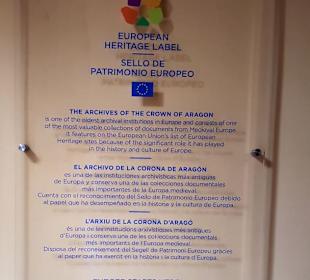 EUROPEAN
HERITAGE LABEL
SELLO DE
PATRIMONIO EUROPEO
THE ARCHIVES OF THE CROWN OF ARAGON
is one of the oldest archival institutions in Europe and consists of one
of the most valuable collections of documents from Medieval Europe.
It features on the European Union's list of European
Heritage sites because of the significant role it has played
in the history and culture of Europe.
EL ARCHIVO DE LA CORONA DE ARAGÓN
es una de las instituciones archivísticas más antiguas
de Europa y conserva una de las colecciones documentales
más importantes de la Europa medieval.
Cuenta con el reconocimiento del Sello de Patrimonio Europeo debido
al papel que ha desempeñado en la historia y la cultura de Europa.
L'ARXIU DE LA CORONA D'ARAGÓ
és una de les institucions arxivístiques més antigues
d'Europa i conserva una de les col·leccions documentals
més importants de l'Europa medieval.
Disposa del reconeixement del Segell de Patrimoni Europeu gràcies
al paper que ha exercit en la història i la cultura d'Europa.